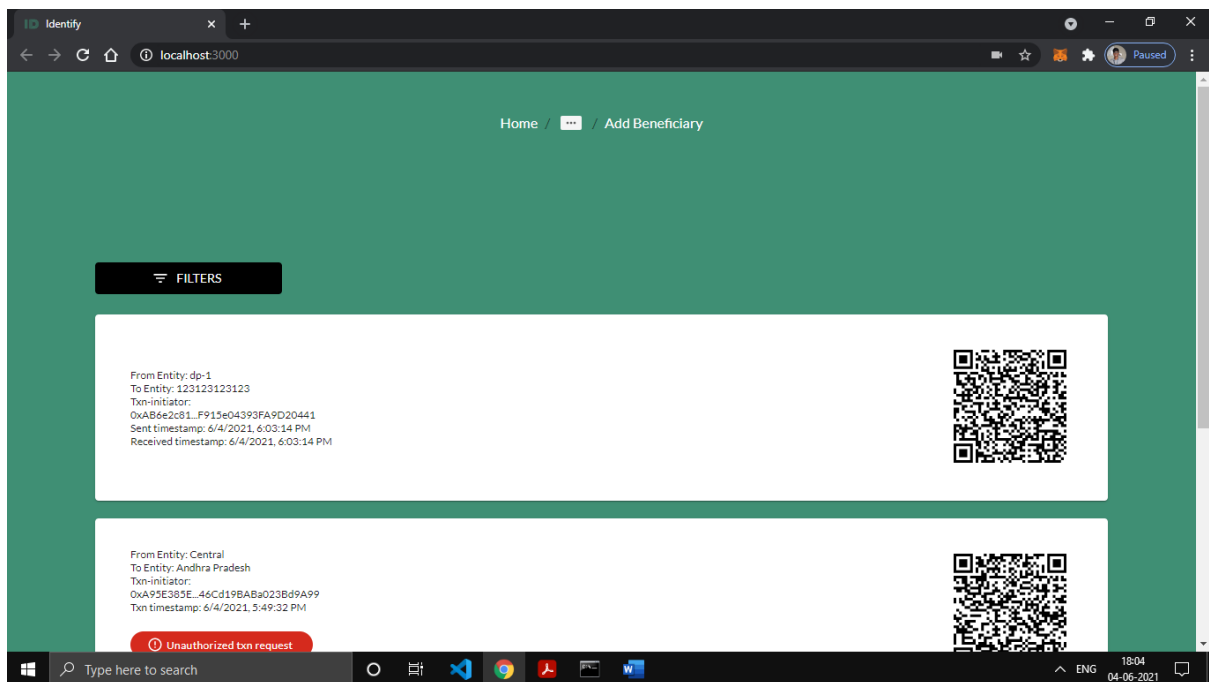 ID Identify
localhost:3000
Paused
Home / ... / Add Beneficiary
FILTERS
From Entity: dp-1
To Entity: 123123123123
Txn-initiator:
0xAB6e2c81...F915e04393FA9D20441
Sent timestamp: 6/4/2021, 6:03:14 PM
Received timestamp: 6/4/2021, 6:03:14 PM
From Entity: Central
To Entity: Andhra Pradesh
Txn-initiator:
0xA95E385E...46Cd19BABa023Bd9A99
Txn timestamp: 6/4/2021, 5:49:32 PM
Unauthorized txn request
Type here to search
ENG
18:04
04-06-2021